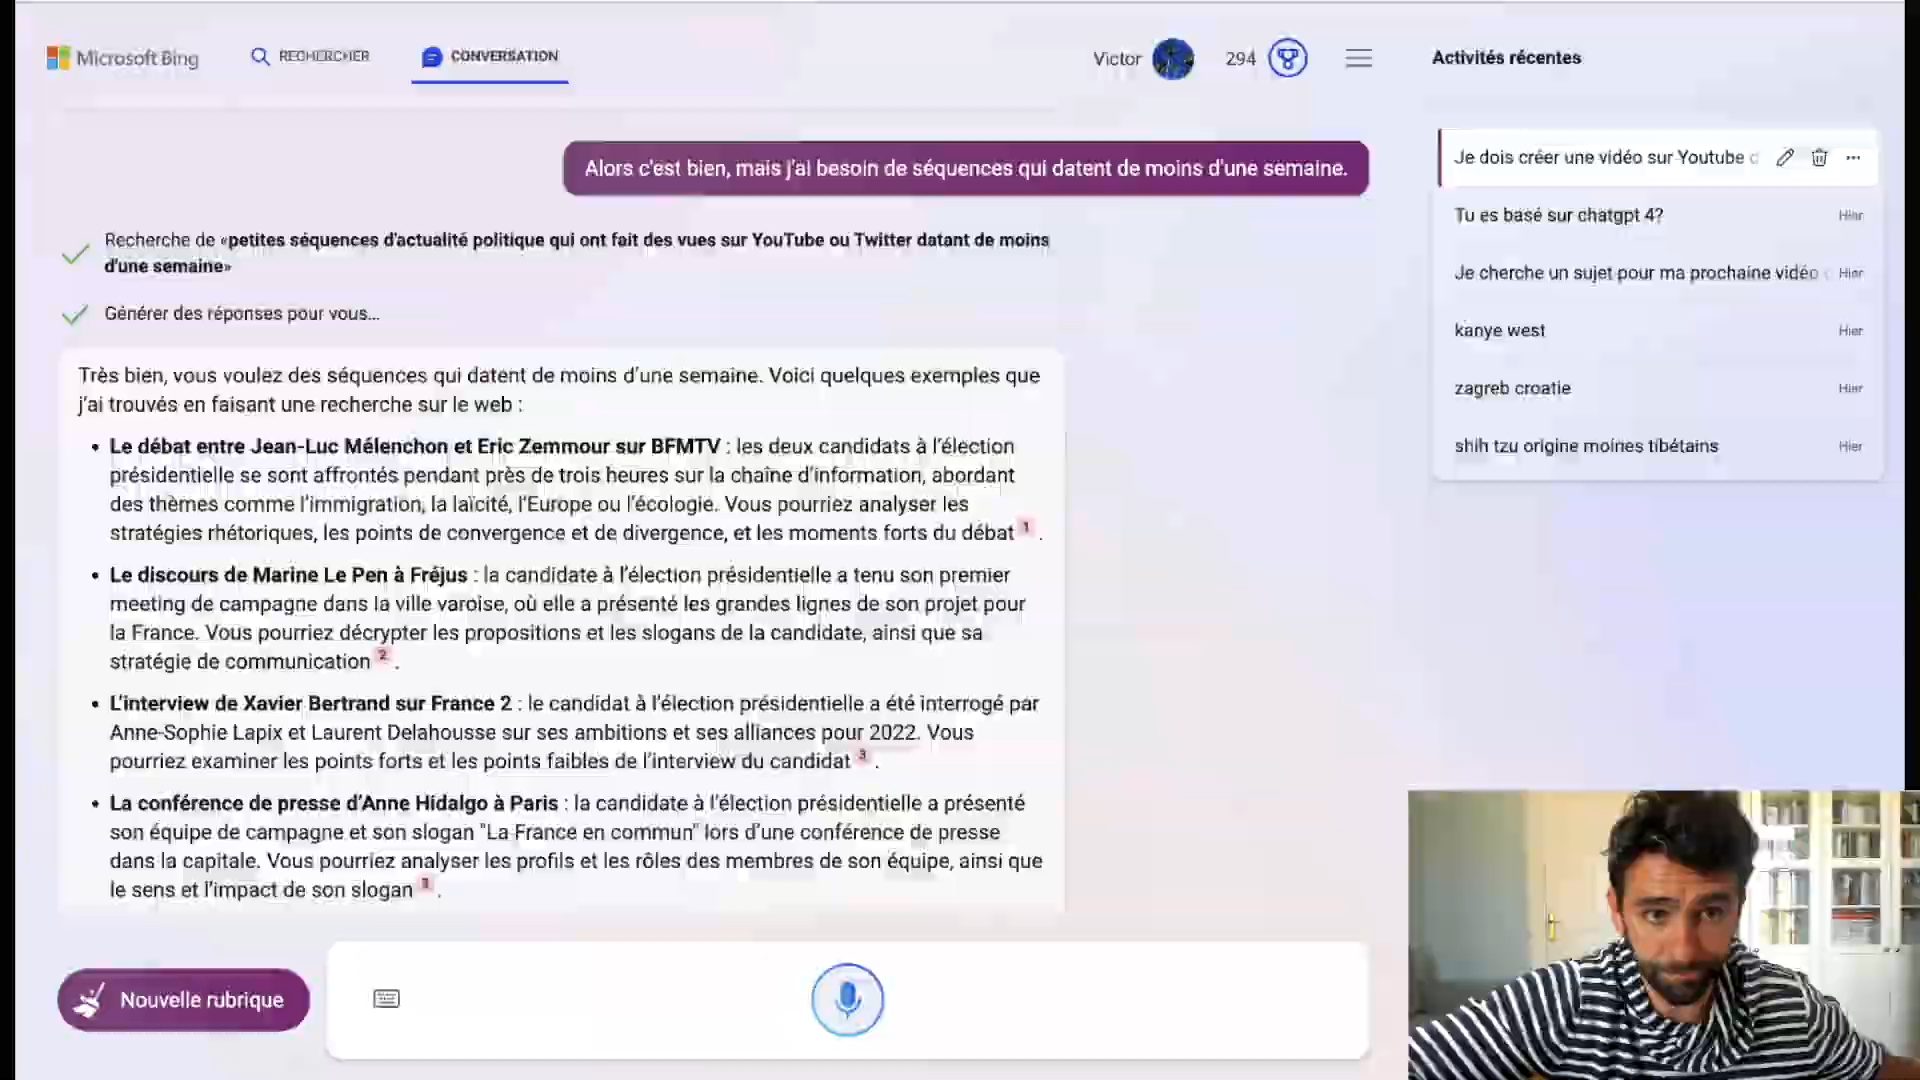 Microsoft Bing
RECHERCHER
CONVERSATION
Victor
294
Activités récentes
Alors c'est bien, mais j'ai besoin de séquences qui datent de moins d'une semaine.
Recherche de «petites séquences d'actualité politique qui ont fait des vues sur YouTube ou Twitter datant de moins
d'une semaine»
Générer des réponses pour vous...
Très bien, vous voulez des séquences qui datent de moins d'une semaine. Voici quelques exemples que
j'ai trouvés en faisant une recherche sur le web :
• Le débat entre Jean-Luc Mélenchon et Eric Zemmour sur BFMTV : les deux candidats à l'élection
présidentielle se sont affrontés pendant près de trois heures sur la chaîne d'information, abordant
des thèmes comme l'immigration, la laïcité, l'Europe ou l'écologie. Vous pourriez analyser les
stratégies rhétoriques, les points de convergence et de divergence, et les moments forts du débat 1 .
• Le discours de Marine Le Pen à Fréjus : la candidate à l'élection présidentielle a tenu son premier
meeting de campagne dans la ville varoise, où elle a présenté les grandes lignes de son projet pour
la France. Vous pourriez décrypter les propositions et les slogans de la candidate, ainsi que sa
stratégie de communication 2 .
• L'interview de Xavier Bertrand sur France 2 : le candidat à l'élection présidentielle a été interrogé par
Anne-Sophie Lapix et Laurent Delahousse sur ses ambitions et ses alliances pour 2022. Vous
pourriez examiner les points forts et les points faibles de l'interview du candidat 3 .
• La conférence de presse d'Anne Hidalgo à Paris : la candidate à l'élection présidentielle a présenté
son équipe de campagne et son slogan "La France en commun" lors d'une conférence de presse
dans la capitale. Vous pourriez analyser les profils et les rôles des membres de son équipe, ainsi que
le sens et l'impact de son slogan 3 .
Nouvelle rubrique
Je dois créer une vidéo sur Youtube
Tu es basé sur chatgpt 4? Hier
Je cherche un sujet pour ma prochaine vidéo Hier
kanye west Hier
zagreb croatie Hier
shih tzu origine moines tibétains Hier